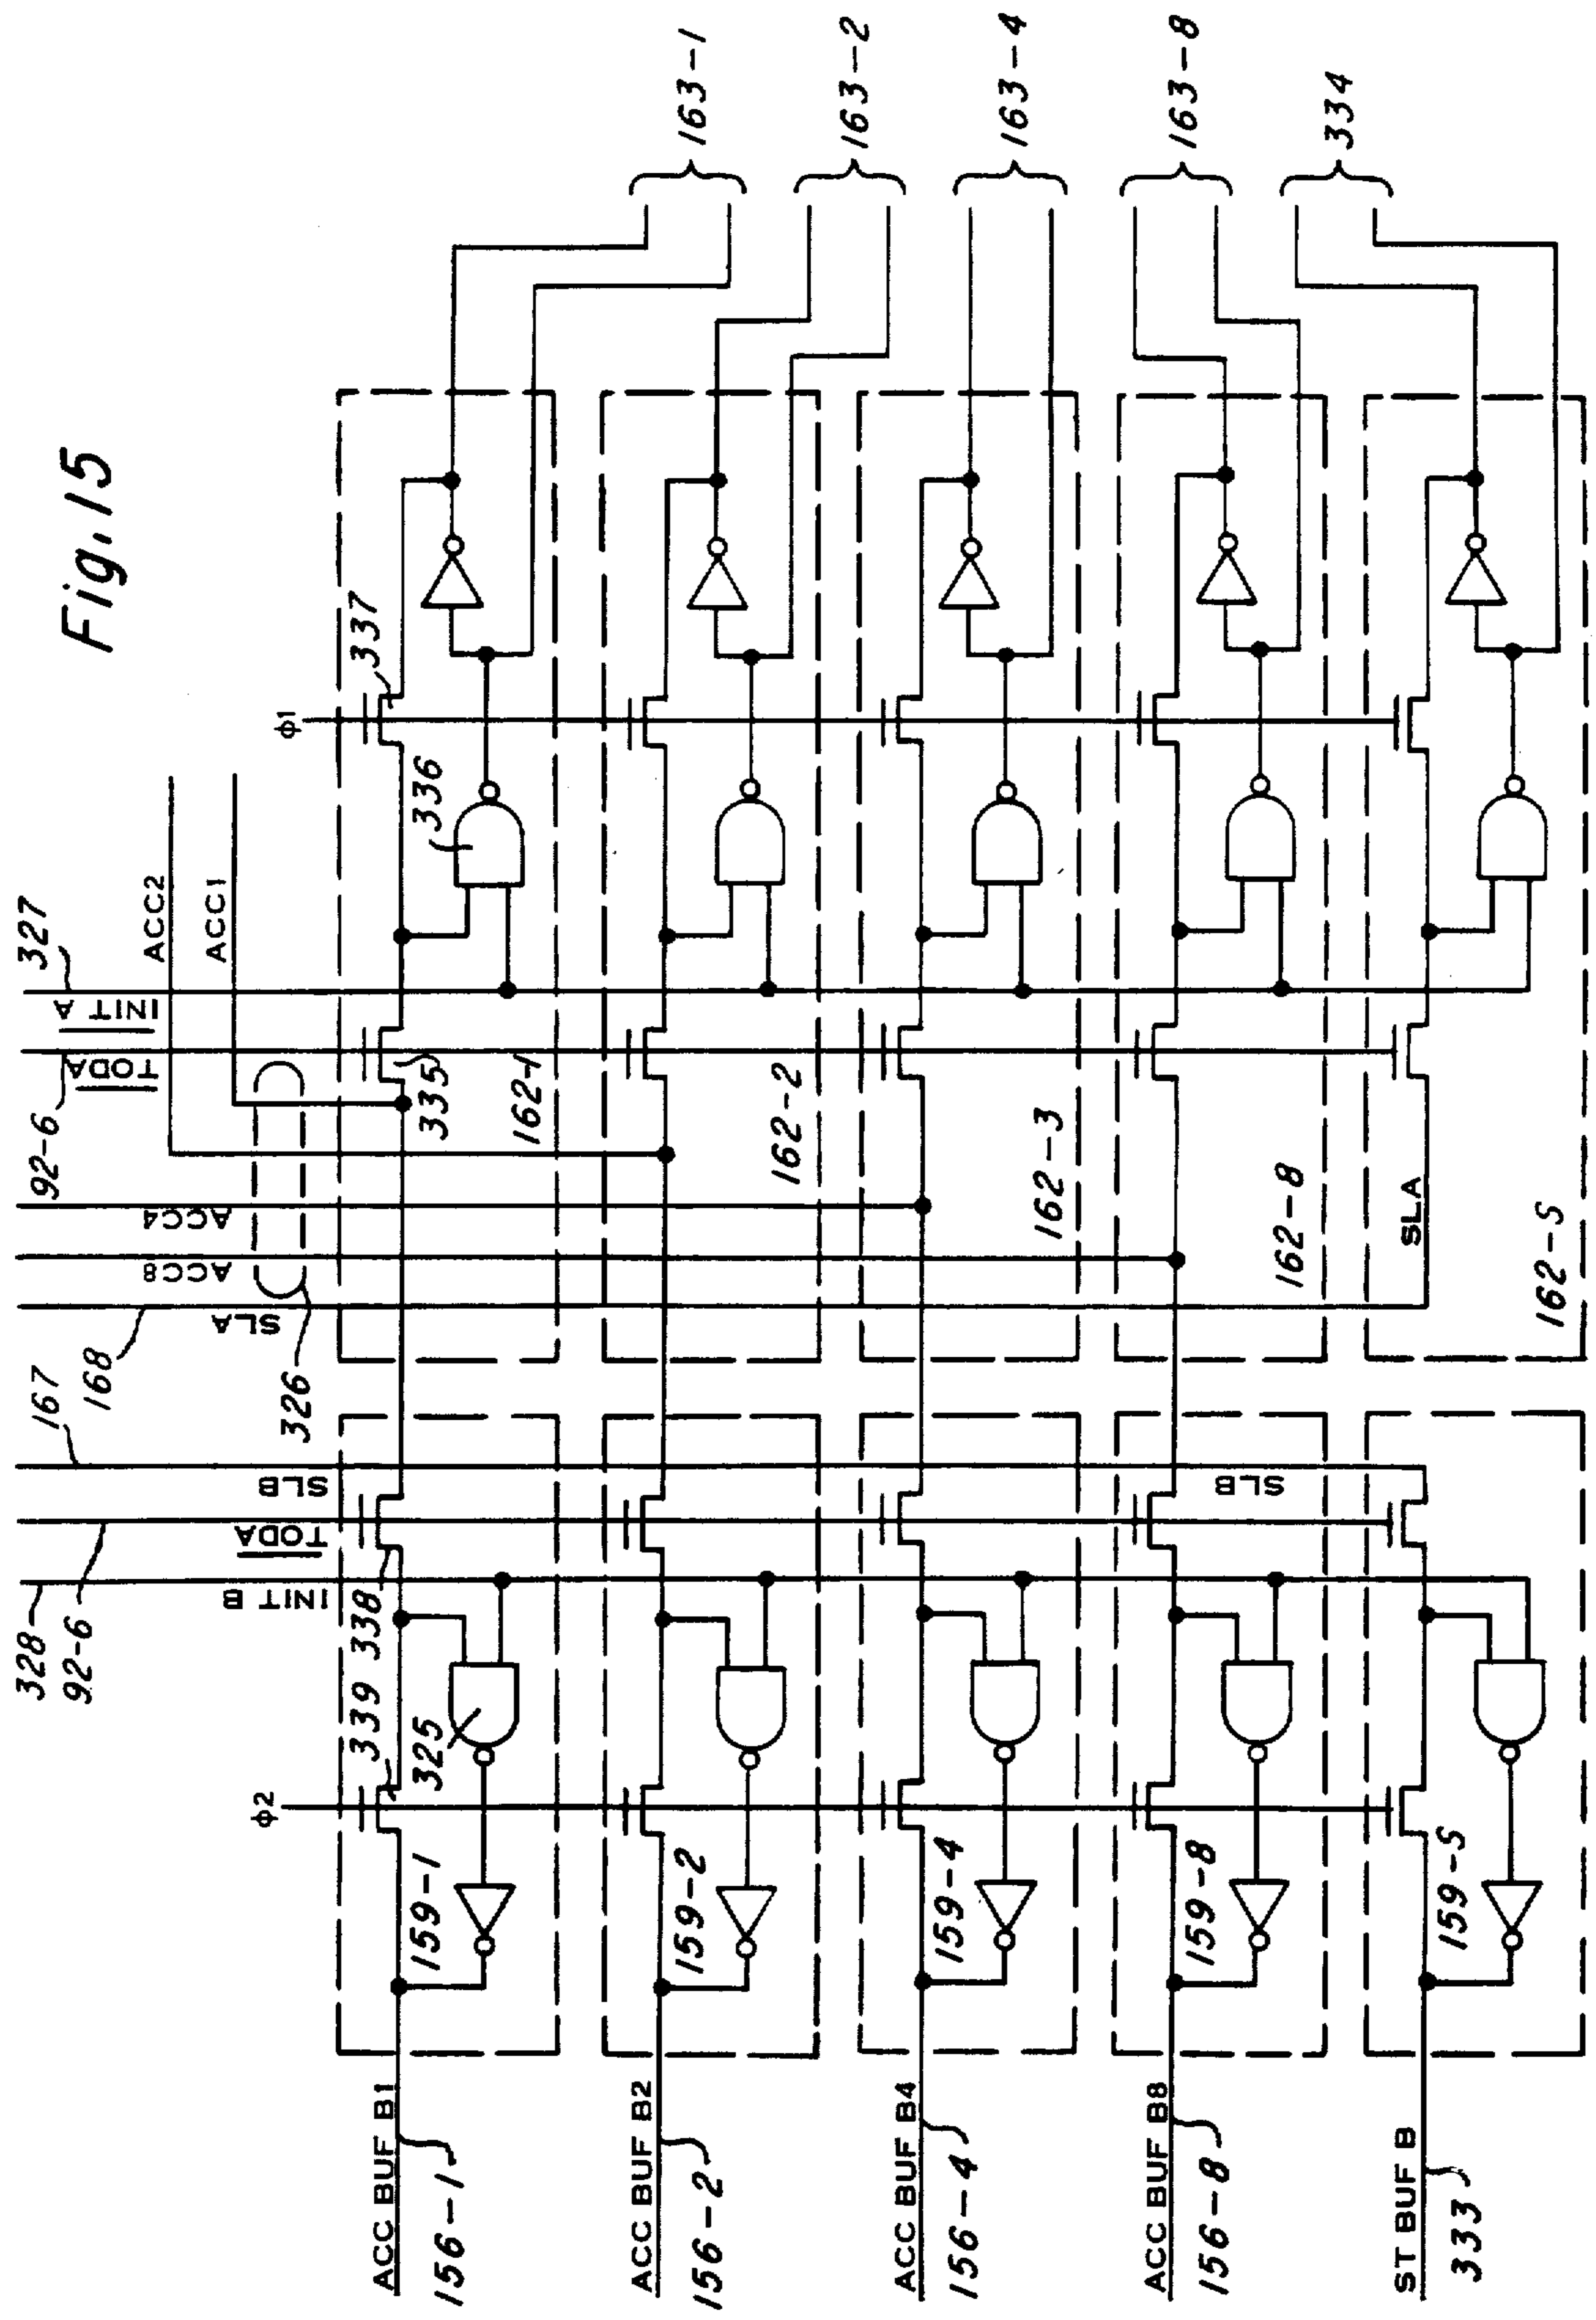 Fig. 15
327
ACC2
ACC1
92-6
INIT A
TODA
ACC4
ACC8
SLA
168
167
326
SLB
TODA
INIT B
328
92-6
φ1
337
336
335
162-1
162-2
162-3
162-8
SLA
162-S
163-1
163-2
163-4
163-8
334
SLB
338
339
325
φ2
159-1
159-2
159-4
159-8
159-S
ACC BUF B1
156-1
ACC BUF B2
156-2
ACC BUF B4
156-4
ACC BUF B8
156-8
ST BUF B
333